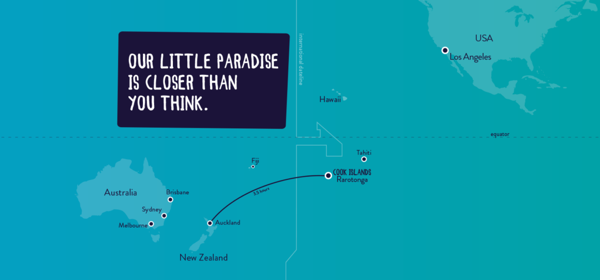 OUR LITTLE PARADISE
IS CLOSER THAN
YOU THINK.
International dateline
USA
Los Angeles
Hawaii
equator
Tahiti
Fiji
COOK ISLANDS
Rarotonga
Australia
Brisbane
Sydney
Melbourne
Auckland
New Zealand